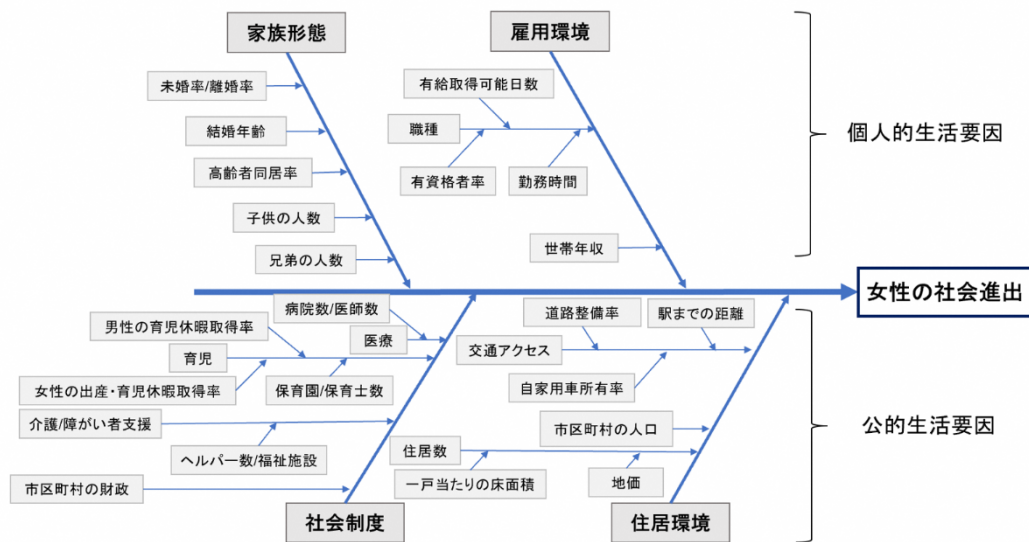 家族形態
雇用環境
未婚率/離婚率
結婚年齢
高齢者同居率
子供の人数
兄弟の人数
有給取得可能日数
職種
有資格者率
勤務時間
世帯年収
個人的生活要因
女性の社会進出
病院数/医師数
男性の育児休暇取得率
医療
育児
保育園/保育士数
女性の出産・育児休暇取得率
介護/障がい者支援
ヘルパー数/福祉施設
市区町村の財政
社会制度
道路整備率
駅までの距離
交通アクセス
自家用車所有率
市区町村の人口
住居数
一戸当たりの床面積
地価
住居環境
公的生活要因